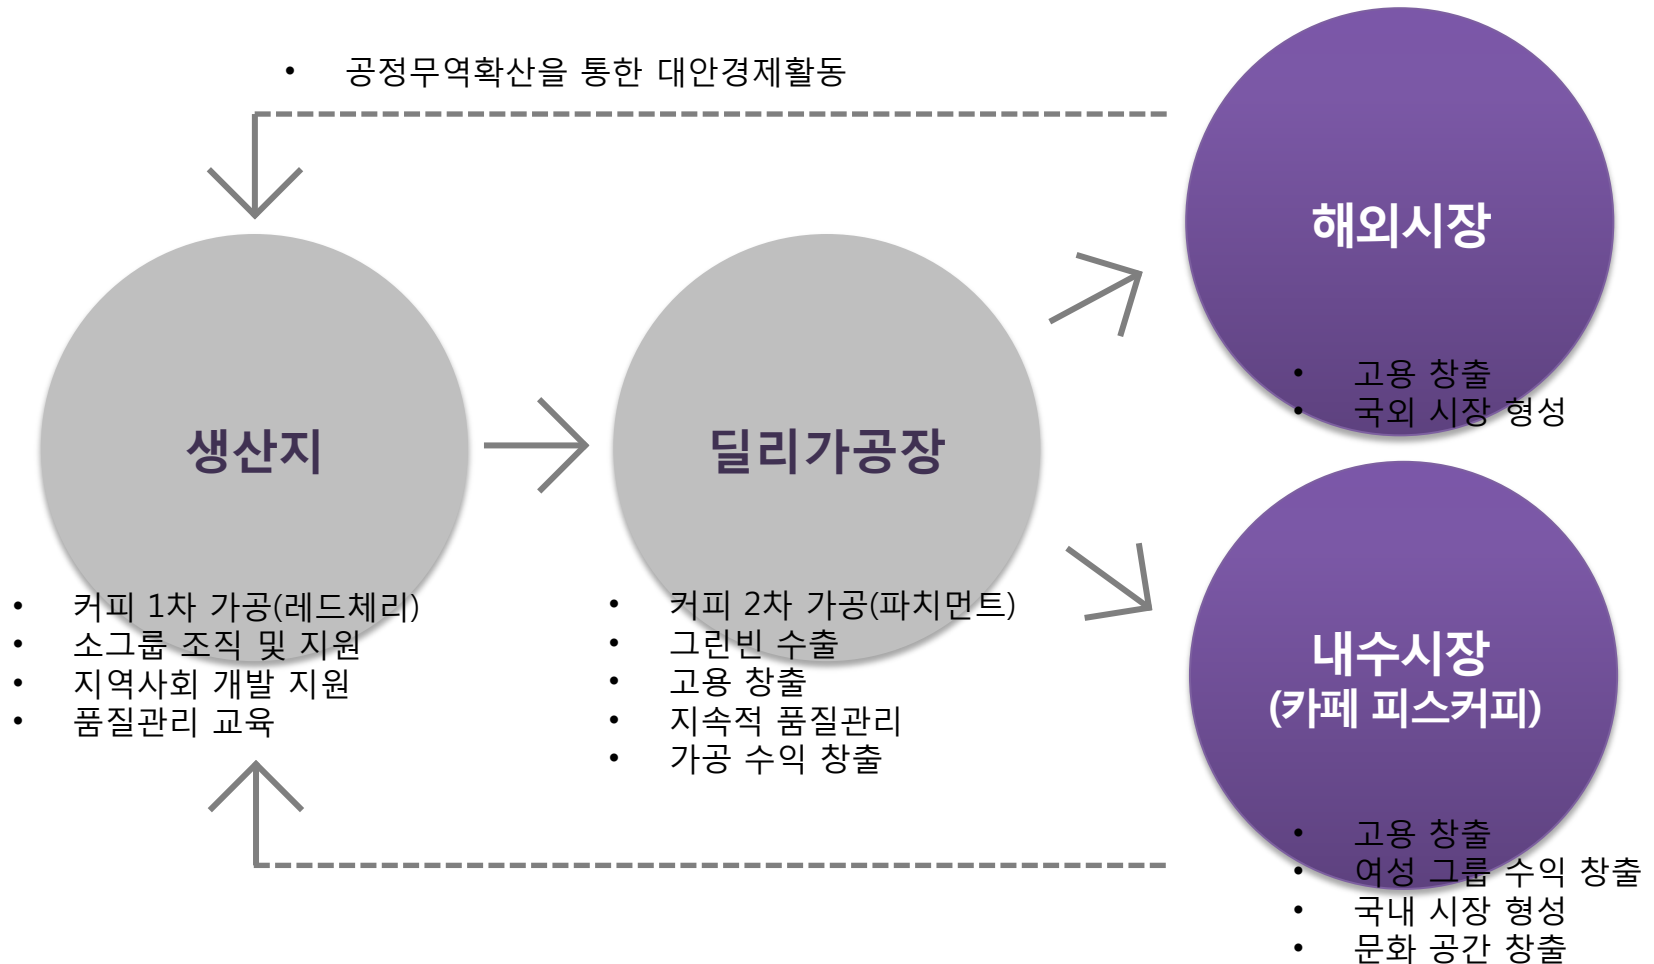 • 공정무역확산을 통한 대안경제활동
해외시장
• 고용 창출
• 국외 시장 형성
생산지
• 커피 1차 가공(레드체리)
• 소그룹 조직 및 지원
• 지역사회 개발 지원
• 품질관리 교육
딜리가공장
• 커피 2차 가공(파치먼트)
• 그린빈 수출
• 고용 창출
• 지속적 품질관리
• 가공 수익 창출
내수시장
(카페 피스커피)
• 고용 창출
• 여성 그룹 수익 창출
• 국내 시장 형성
• 문화 공간 창출